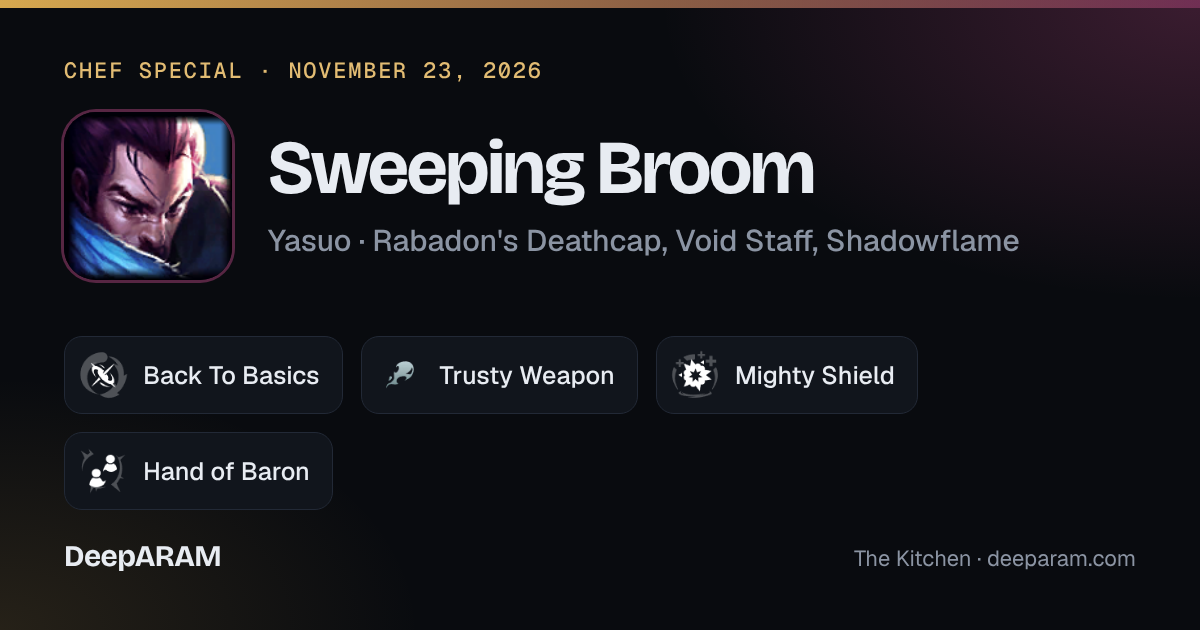 CHEF SPECIAL · NOVEMBER 23, 2026
Sweeping Broom
Yasuo · Rabadon's Deathcap, Void Staff, Shadowflame
Back To Basics
Trusty Weapon
Mighty Shield
Hand of Baron
DeepARAM
The Kitchen · deeparam.com